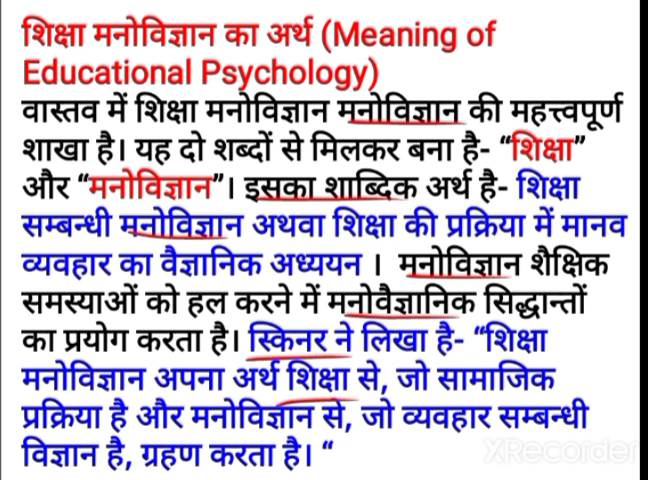 शिक्षा मनोविज्ञान का अर्थ (Meaning of
Educational Psychology)
वास्तव में शिक्षा मनोविज्ञान मनोविज्ञान की महत्त्वपूर्ण
शाखा है। यह दो शब्दों से मिलकर बना है- “शिक्षा”
और “मनोविज्ञान”। इसका शाब्दिक अर्थ है- शिक्षा
सम्बन्धी मनोविज्ञान अथवा शिक्षा की प्रक्रिया में मानव
व्यवहार का वैज्ञानिक अध्ययन । मनोविज्ञान शैक्षिक
समस्याओं को हल करने में मनोवैज्ञानिक सिद्धान्तों
का प्रयोग करता है। स्किनर ने लिखा है- “शिक्षा
मनोविज्ञान अपना अर्थ शिक्षा से, जो सामाजिक
प्रक्रिया है और मनोविज्ञान से, जो व्यवहार सम्बन्धी
विज्ञान है, ग्रहण करता है। “
XRecorder